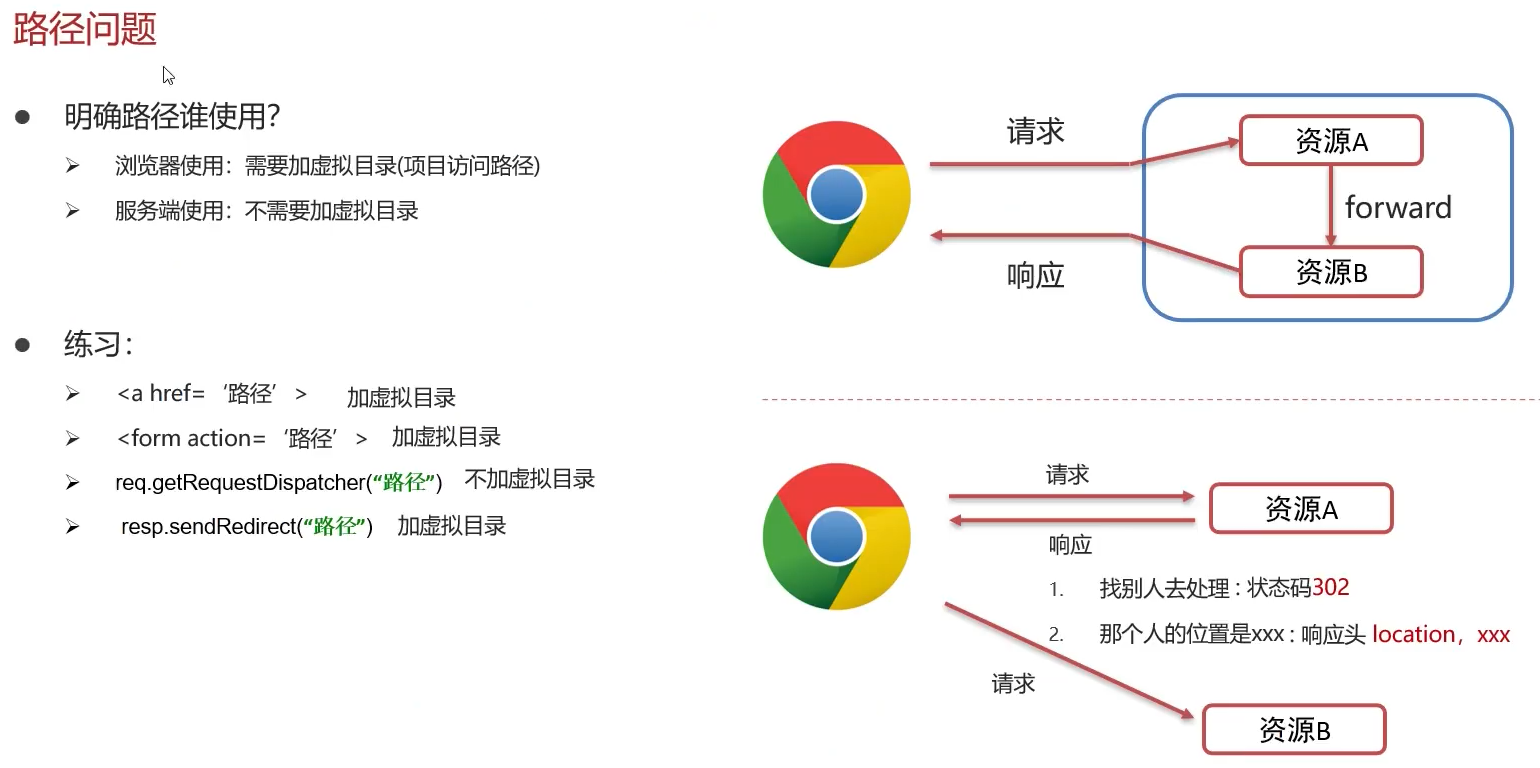 路径问题
明确路径谁使用？
浏览器使用：需要加虚拟目录(项目访问路径)
服务端使用：不需要加虚拟目录
练习：
<a href=‘路径’> 加虚拟目录
<form action=‘路径’> 加虚拟目录
req.getRequestDispatcher(“路径”) 不加虚拟目录
resp.sendRedirect(“路径”) 加虚拟目录
请求
资源A
forward
资源B
响应
请求
资源A
响应
1. 找别人去处理：状态码302
2. 那个人的位置是xxx：响应头 location，xxx
请求
资源B